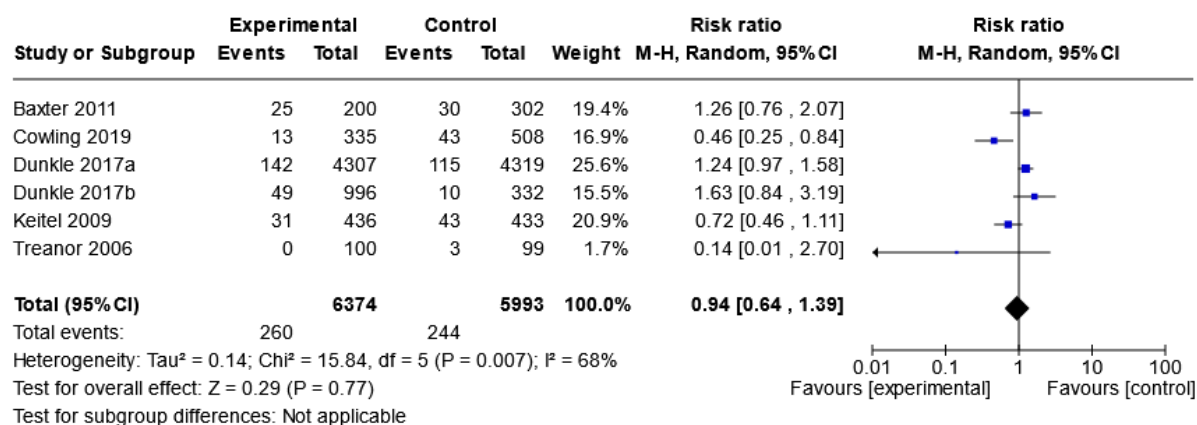 Experimental Control Risk ratio Risk ratio
Study or Subgroup Events Total Events Total Weight M-H, Random, 95% CI M-H, Random, 95% CI
Baxter 2011 25 200 30 302 19.4% 1.26 [0.76 , 2.07]
Cowling 2019 13 335 43 508 16.9% 0.46 [0.25 , 0.84]
Dunkle 2017a 142 4307 115 4319 25.6% 1.24 [0.97 , 1.58]
Dunkle 2017b 49 996 10 332 15.5% 1.63 [0.84 , 3.19]
Keitel 2009 31 436 43 433 20.9% 0.72 [0.46 , 1.11]
Treanor 2006 0 100 3 99 1.7% 0.14 [0.01 , 2.70]
Total (95% CI) 6374 5993 100.0% 0.94 [0.64 , 1.39]
Total events: 260 244
Heterogeneity: Tau² = 0.14; Chi² = 15.84, df = 5 (P = 0.007); I² = 68%
Test for overall effect: Z = 0.29 (P = 0.77)
Test for subgroup differences: Not applicable
0.01 0.1 1 10 100
Favours [experimental] Favours [control]